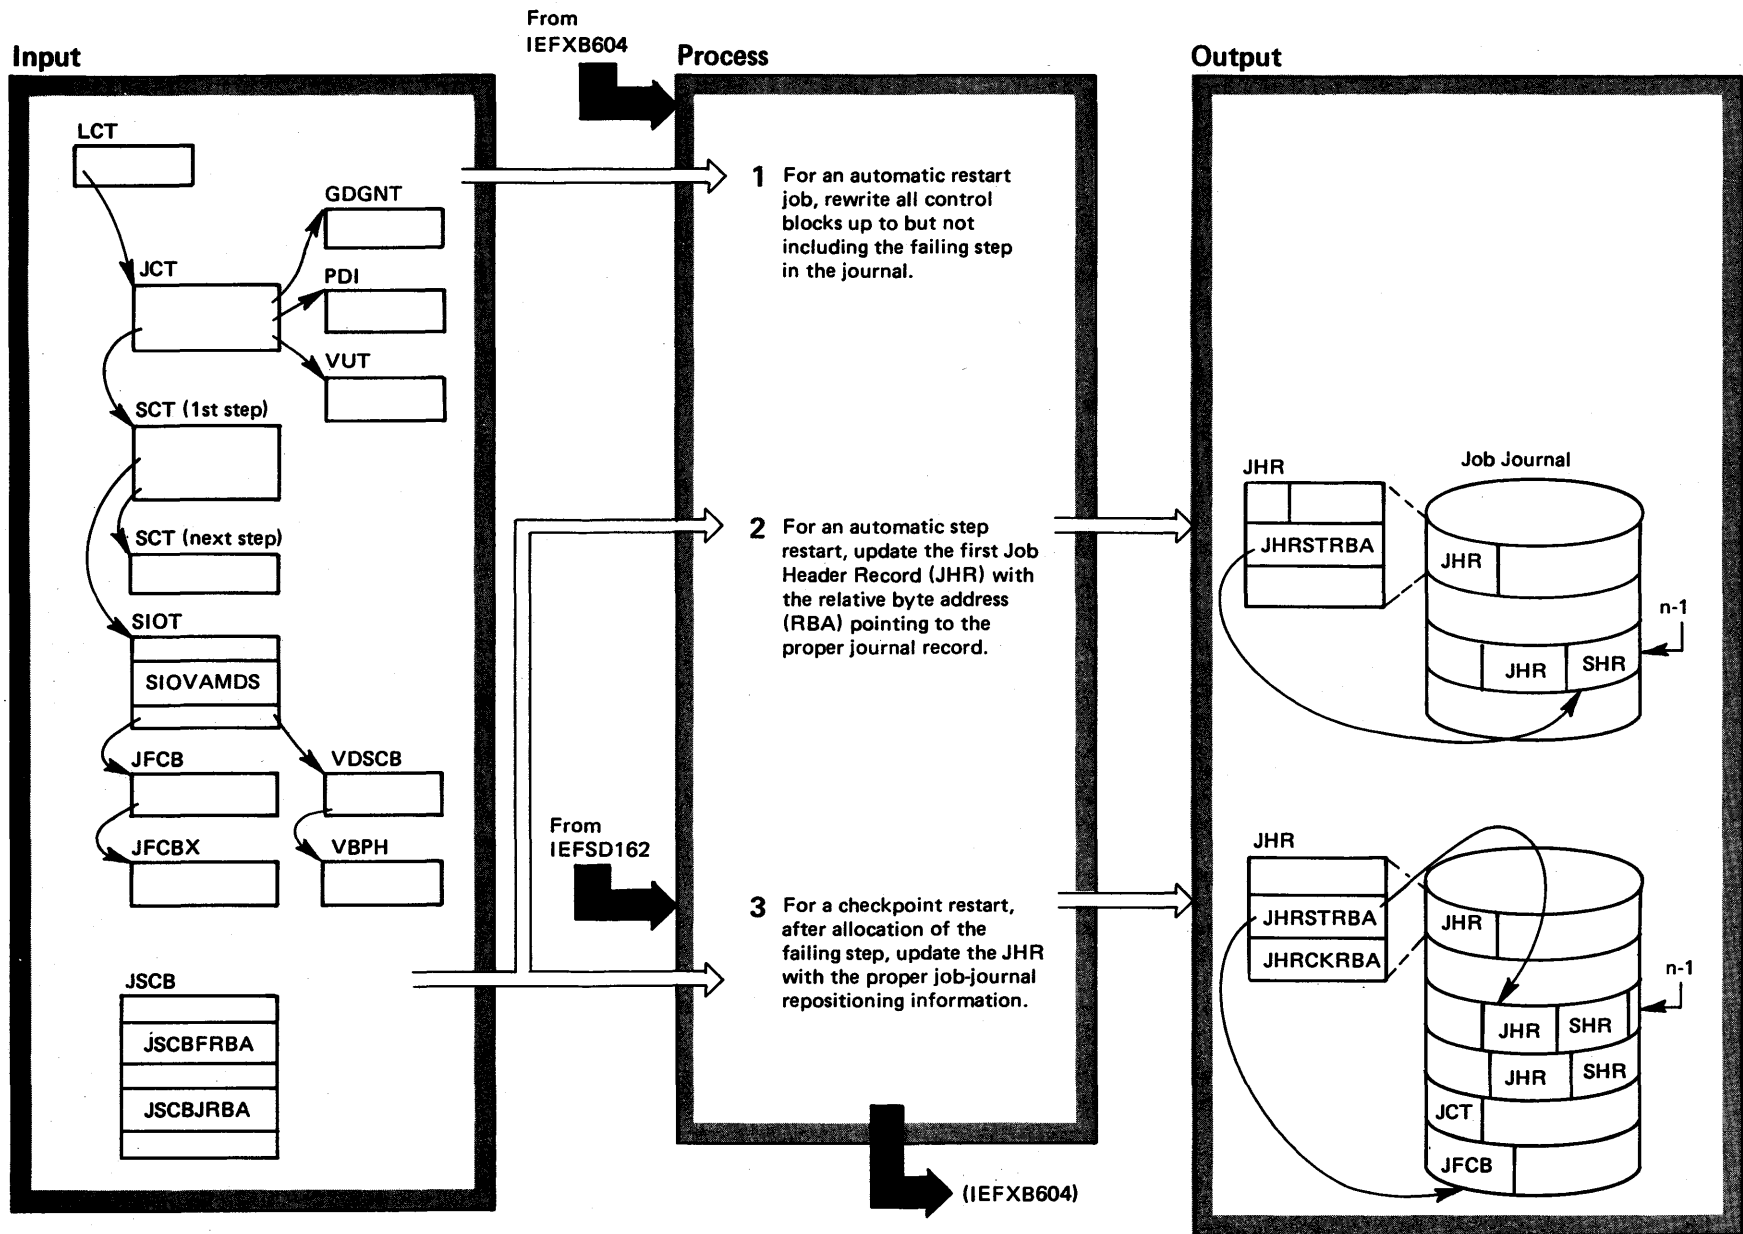 From
IEFXB604
Input
Process
Output
LCT
GDGNT
JCT
PDI
VUT
SCT (1st step)
SCT (next step)
SIOT
SIOVAMDS
JFCB
VDSCB
JFCBX
VBPH
JSCB
JSCBFRBA
JSCBJRBA
1 For an automatic restart
job, rewrite all control
blocks up to but not
including the failing step
in the journal.
2 For an automatic step
restart, update the first Job
Header Record (JHR) with
the relative byte address
(RBA) pointing to the
proper journal record.
From
IEFSD162
3 For a checkpoint restart,
after allocation of the
failing step, update the JHR
with the proper job-journal
repositioning information.
(IEFXB604)
JHR
Job Journal
JHRSTRBA
JHR
n-1
JHR
SHR
JHR
JHRSTRBA
JHRCKRBA
JHR
n-1
JHR
SHR
JHR
SHR
JCT
JFCB